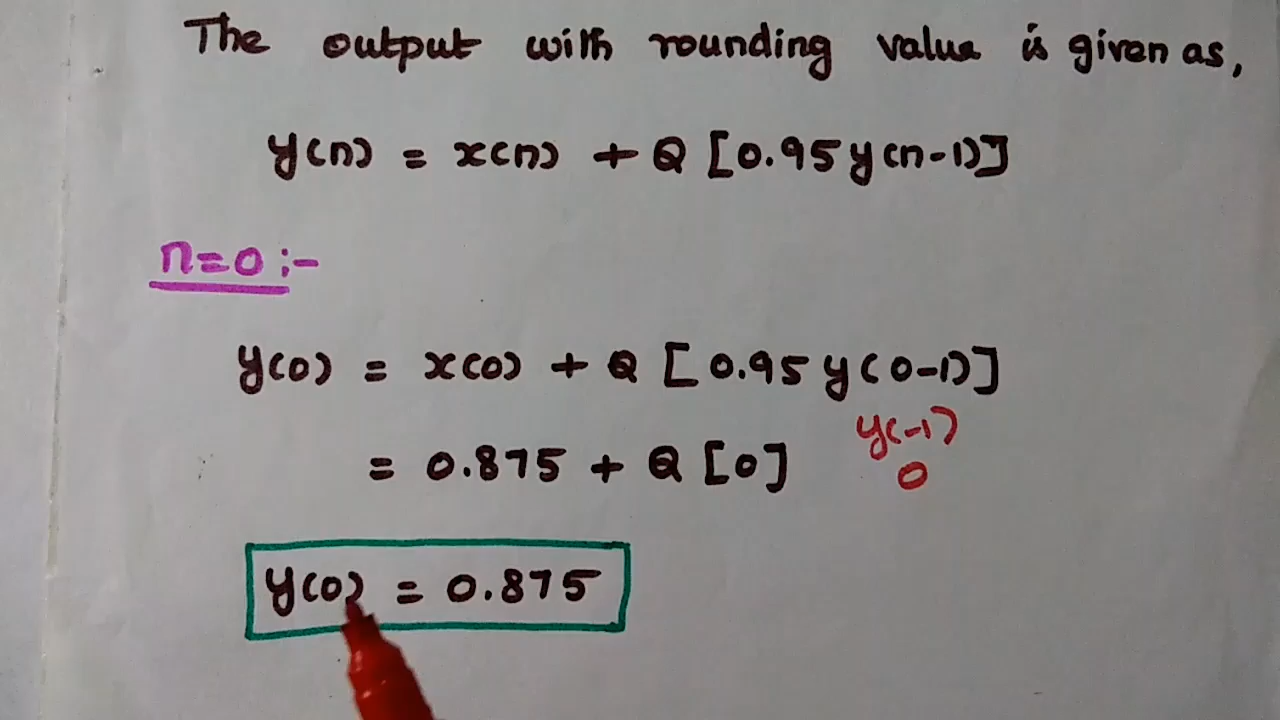 The output with rounding value is given as,
y(n) = x(n) + Q [0.95 y(n-1)]
n=0 :-
y(0) = x(0) + Q [0.95 y(0-1)]
y(-1)
= 0.875 + Q [0]
0
y(0) = 0.875